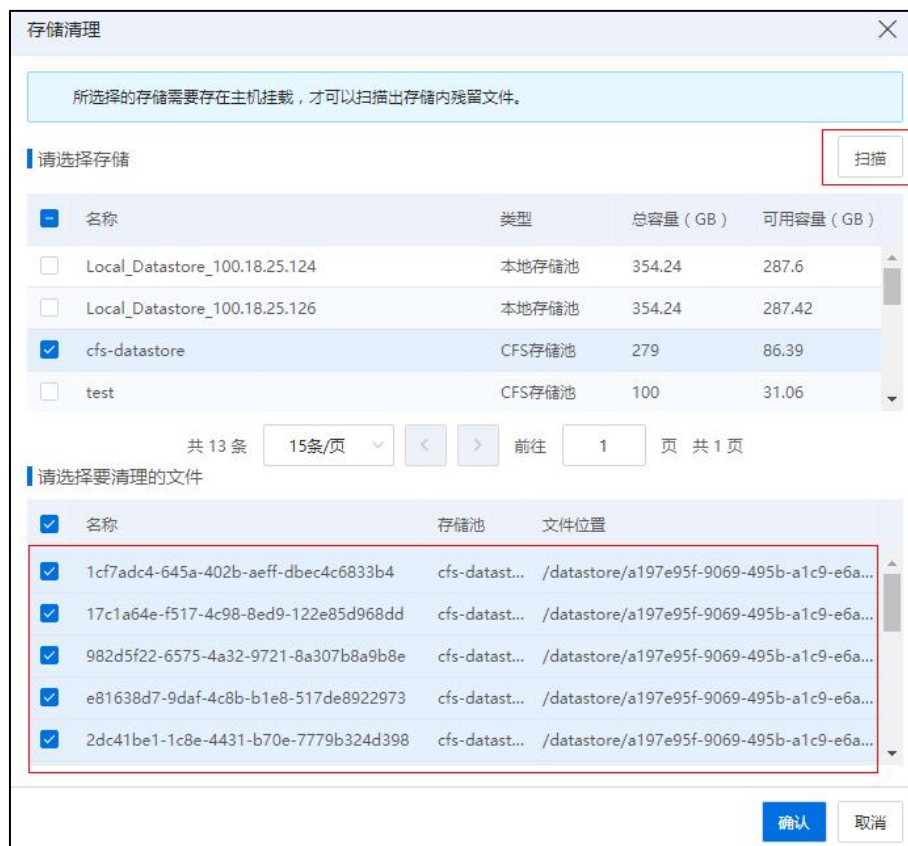 存储清理
所选择的存储需要存在主机挂载，才可以扫描出存储内残留文件。
请选择存储 扫描
名称 类型 总容量（GB） 可用容量（GB）
Local_Datastore_100.18.25.124 本地存储池 354.24 287.6
Local_Datastore_100.18.25.126 本地存储池 354.24 287.42
cfs-datastore CFS存储池 279 86.39
test CFS存储池 100 31.06
共 13 条 15条/页 前往 1 页 共 1 页
请选择要清理的文件
名称 存储池 文件位置
1cf7adc4-645a-402b-aeff-dbec4c6833b4 cfs-datast... /datastore/a197e95f-9069-495b-a1c9-e6a...
17c1a64e-f517-4c98-8ed9-122e85d968dd cfs-datast... /datastore/a197e95f-9069-495b-a1c9-e6a...
982d5f22-6575-4a32-9721-8a307b8a9b8e cfs-datast... /datastore/a197e95f-9069-495b-a1c9-e6a...
e81638d7-9daf-4c8b-b1e8-517de8922973 cfs-datast... /datastore/a197e95f-9069-495b-a1c9-e6a...
2dc41be1-1c8e-4431-b70e-7779b324d398 cfs-datast... /datastore/a197e95f-9069-495b-a1c9-e6a...
确认 取消